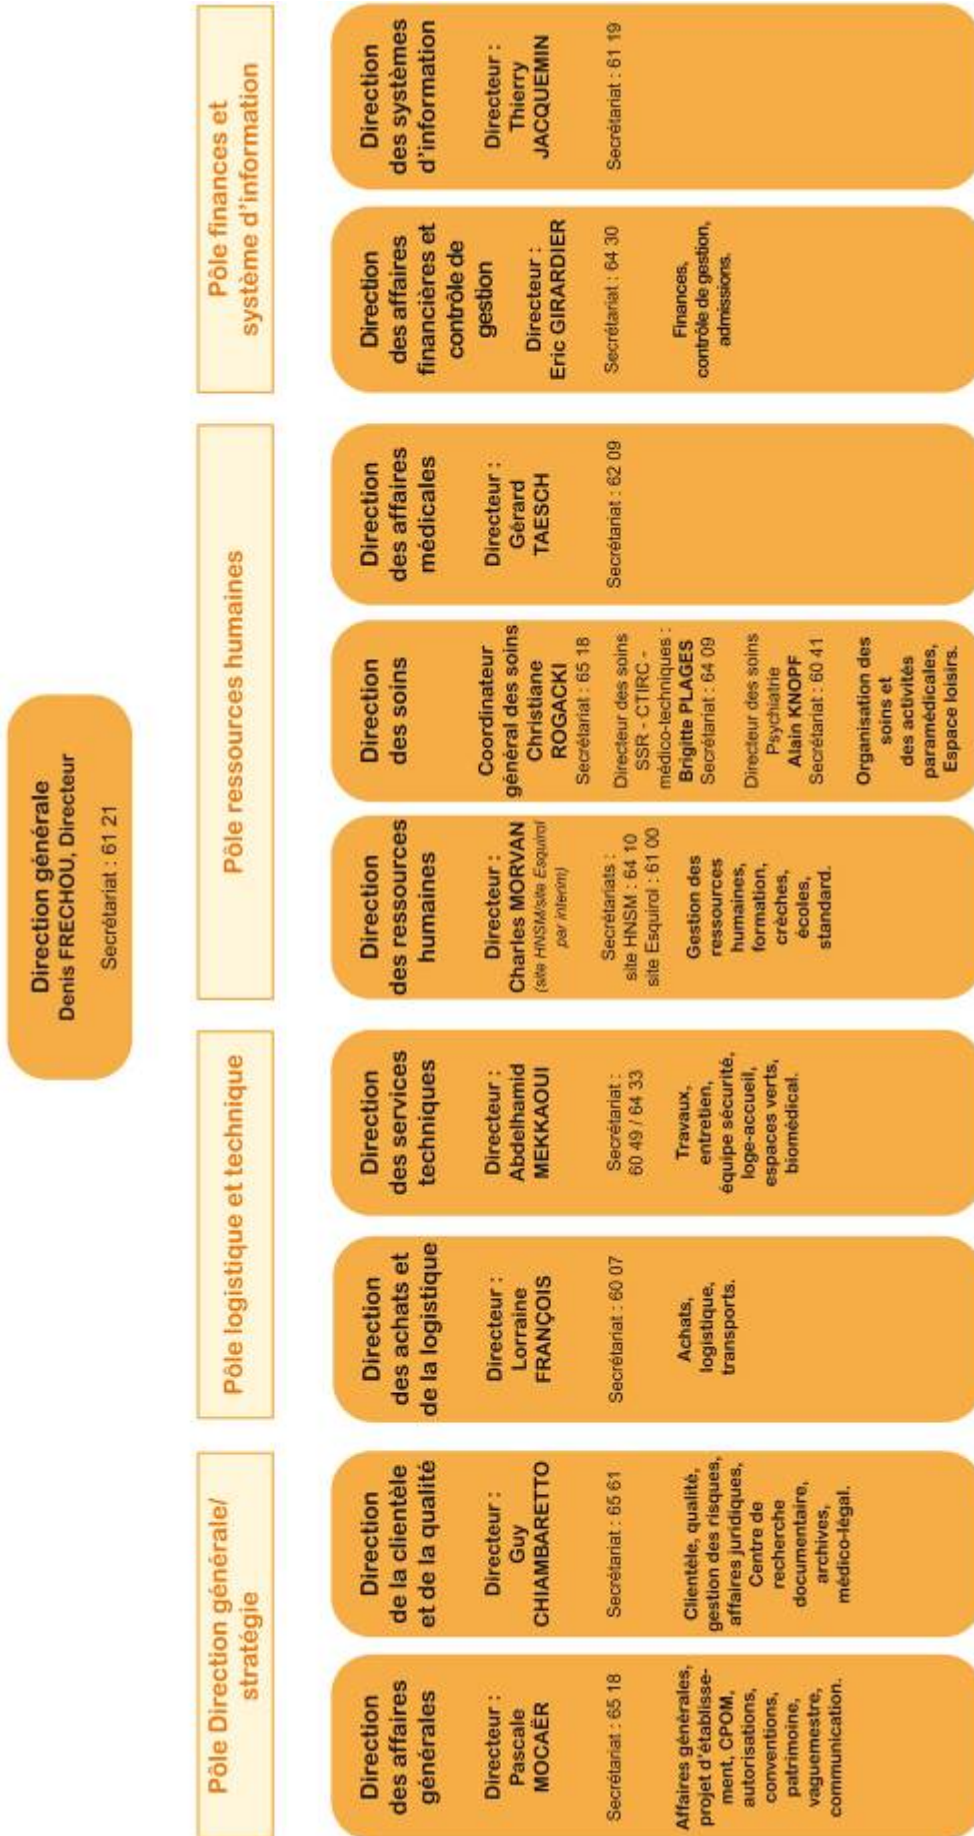 Direction générale
Denis FRECHOU, Directeur
Secrétariat : 61 21
Pôle Direction générale/
stratégie
Direction
des affaires
générales
Directeur :
Pascale
MOCAËR
Secrétariat : 65 18
Affaires générales,
projet d'établisse-
ment, CPOM,
autorisations,
conventions,
patrimoine,
vaguemestre,
communication.
Direction
de la clientèle
et de la qualité
Directeur :
Guy
CHIAMBARETTO
Secrétariat : 65 61
Clientèle, qualité,
gestion des risques,
affaires juridiques,
Centre de
recherche
documentaire,
archives,
médico-légal.
Pôle logistique et technique
Direction
des achats et
de la logistique
Directeur :
Lorraine
FRANÇOIS
Secrétariat : 60 07
Achats,
logistique,
transports.
Direction
des services
techniques
Directeur :
Abdelhamid
MEKKAOUI
Secrétariat :
60 49 / 64 33
Travaux,
entretien,
équipe sécurité,
loge-accueil,
espaces verts,
biomédical.
Pôle ressources humaines
Direction
des ressources
humaines
Directeur :
Charles MORVAN
(site HNSM/site Esquirol
par interim)
Secrétariats :
site HNSM : 64 10
site Esquirol : 61 00
Gestion des
ressources
humaines,
formation,
crèches,
écoles,
standard.
Direction
des soins
Coordinateur
général des soins
Christiane
ROGACKI
Secrétariat : 65 18
Directeur des soins
SSR - CTIRC -
médico-techniques :
Brigitte PLAGES
Secrétariat : 64 09
Directeur des soins
Psychiatrie
Alain KNOPF
Secrétariat : 60 41
Organisation des
soins et
des activités
paramédicales,
Espace loisirs.
Direction
des affaires
médicales
Directeur :
Gérard
TAESCH
Secrétariat : 62 09
Pôle finances et
système d'information
Direction
des affaires
financières et
contrôle de
gestion
Directeur :
Eric GIRARDIER
Secrétariat : 64 30
Finances,
contrôle de gestion,
admissions.
Direction
des systèmes
d'information
Directeur :
Thierry
JACQUEMIN
Secrétariat : 61 19